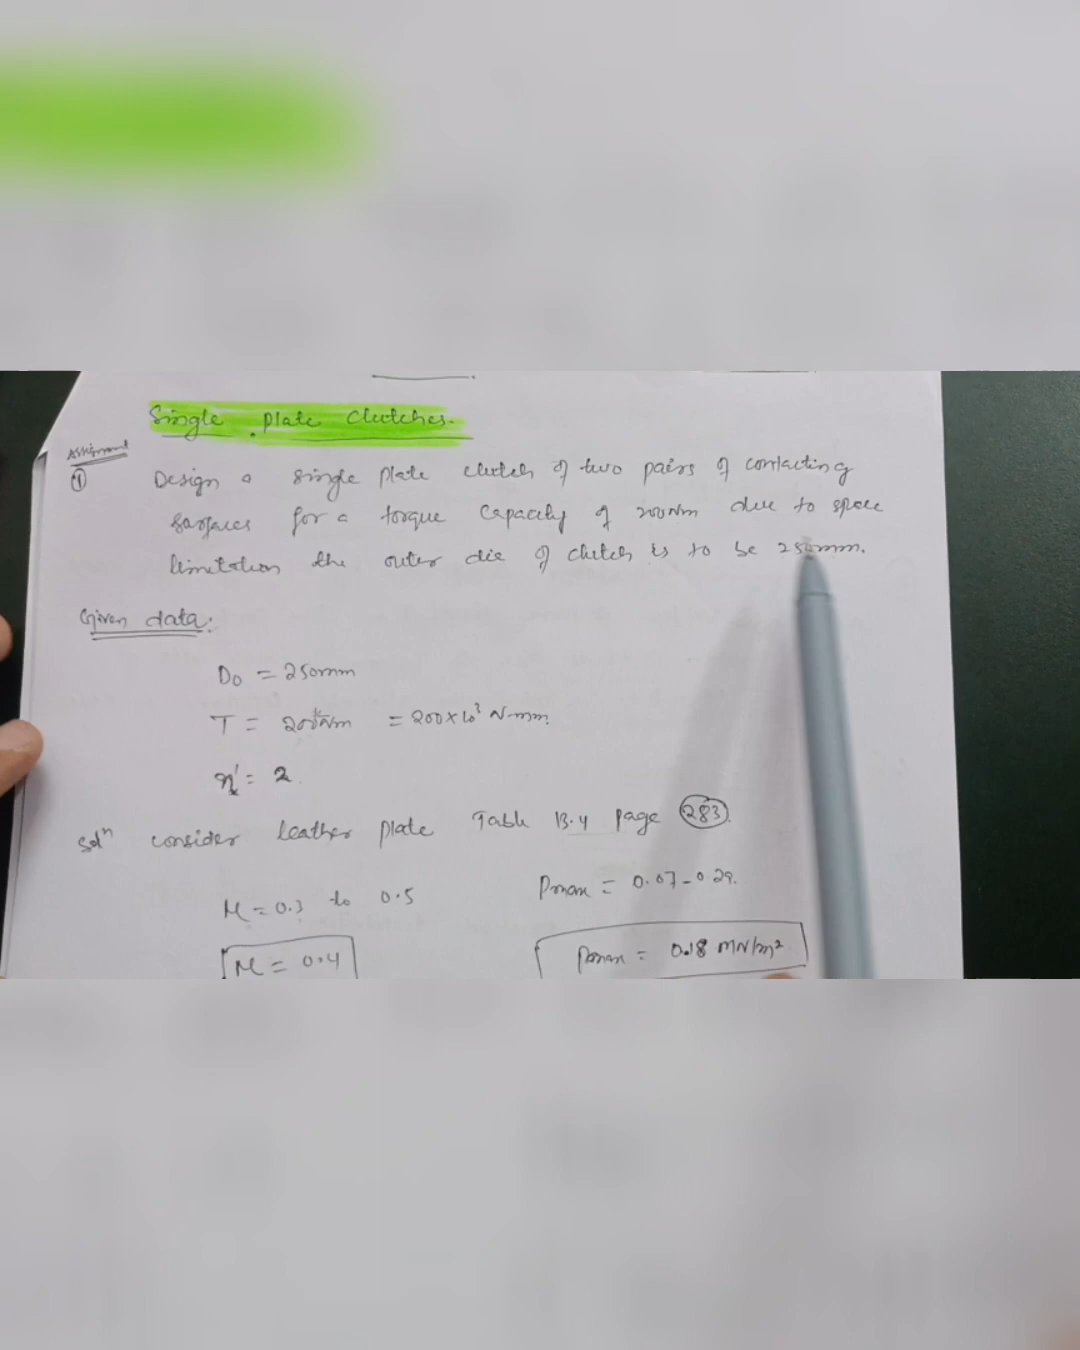 Single plate clutches.
Assignment
①
Design a single plate clutch of two pairs of contacting
surfaces for a torque capacity of 200Nm due to space
limitation the outer dia of clutch is to be 250mm.
Given data:
D0 = 250mm
T = 200Nm = 200×10³ N-mm.
= 2
Solⁿ consider leather plate Table 13.4 page 283.
μ = 0.3 to 0.5 Pmax = 0.07-0.29.
μ = 0.4 Pmax = 0.18 MN/m²